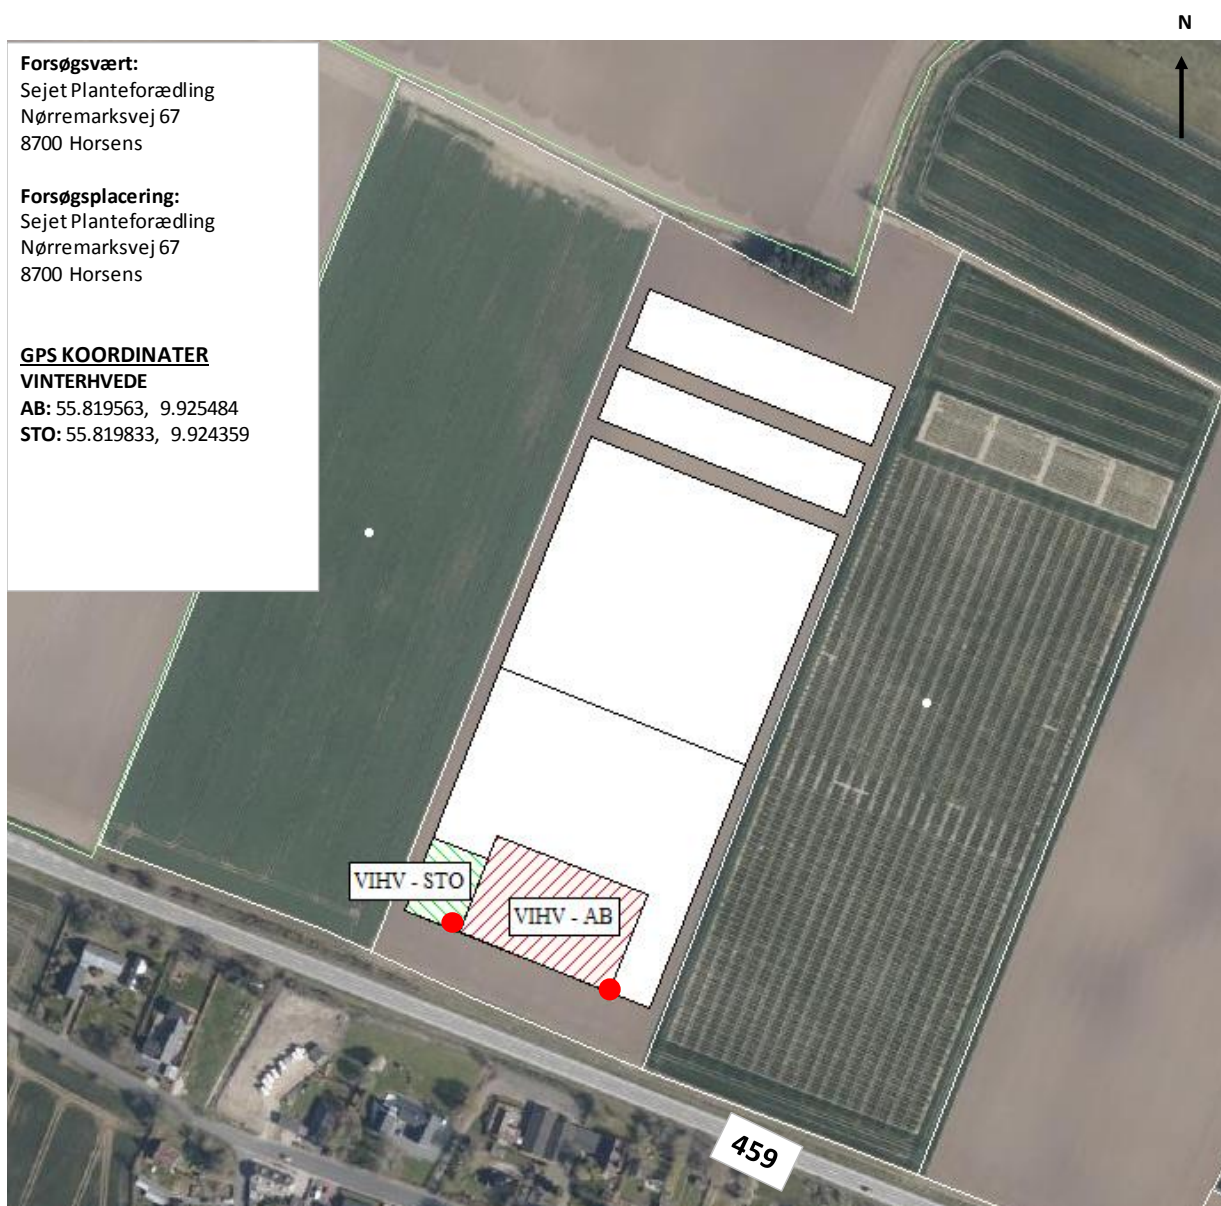 N
Forsøgsvært:
Sejet Planteforædling
Nørremarksvej 67
8700 Horsens
Forsøgsplacering:
Sejet Planteforædling
Nørremarksvej 67
8700 Horsens
GPS KOORDINATER
VINTERHVEDE
AB: 55.819563, 9.925484
STO: 55.819833, 9.924359
VIHV - STO
VIHV - AB
459